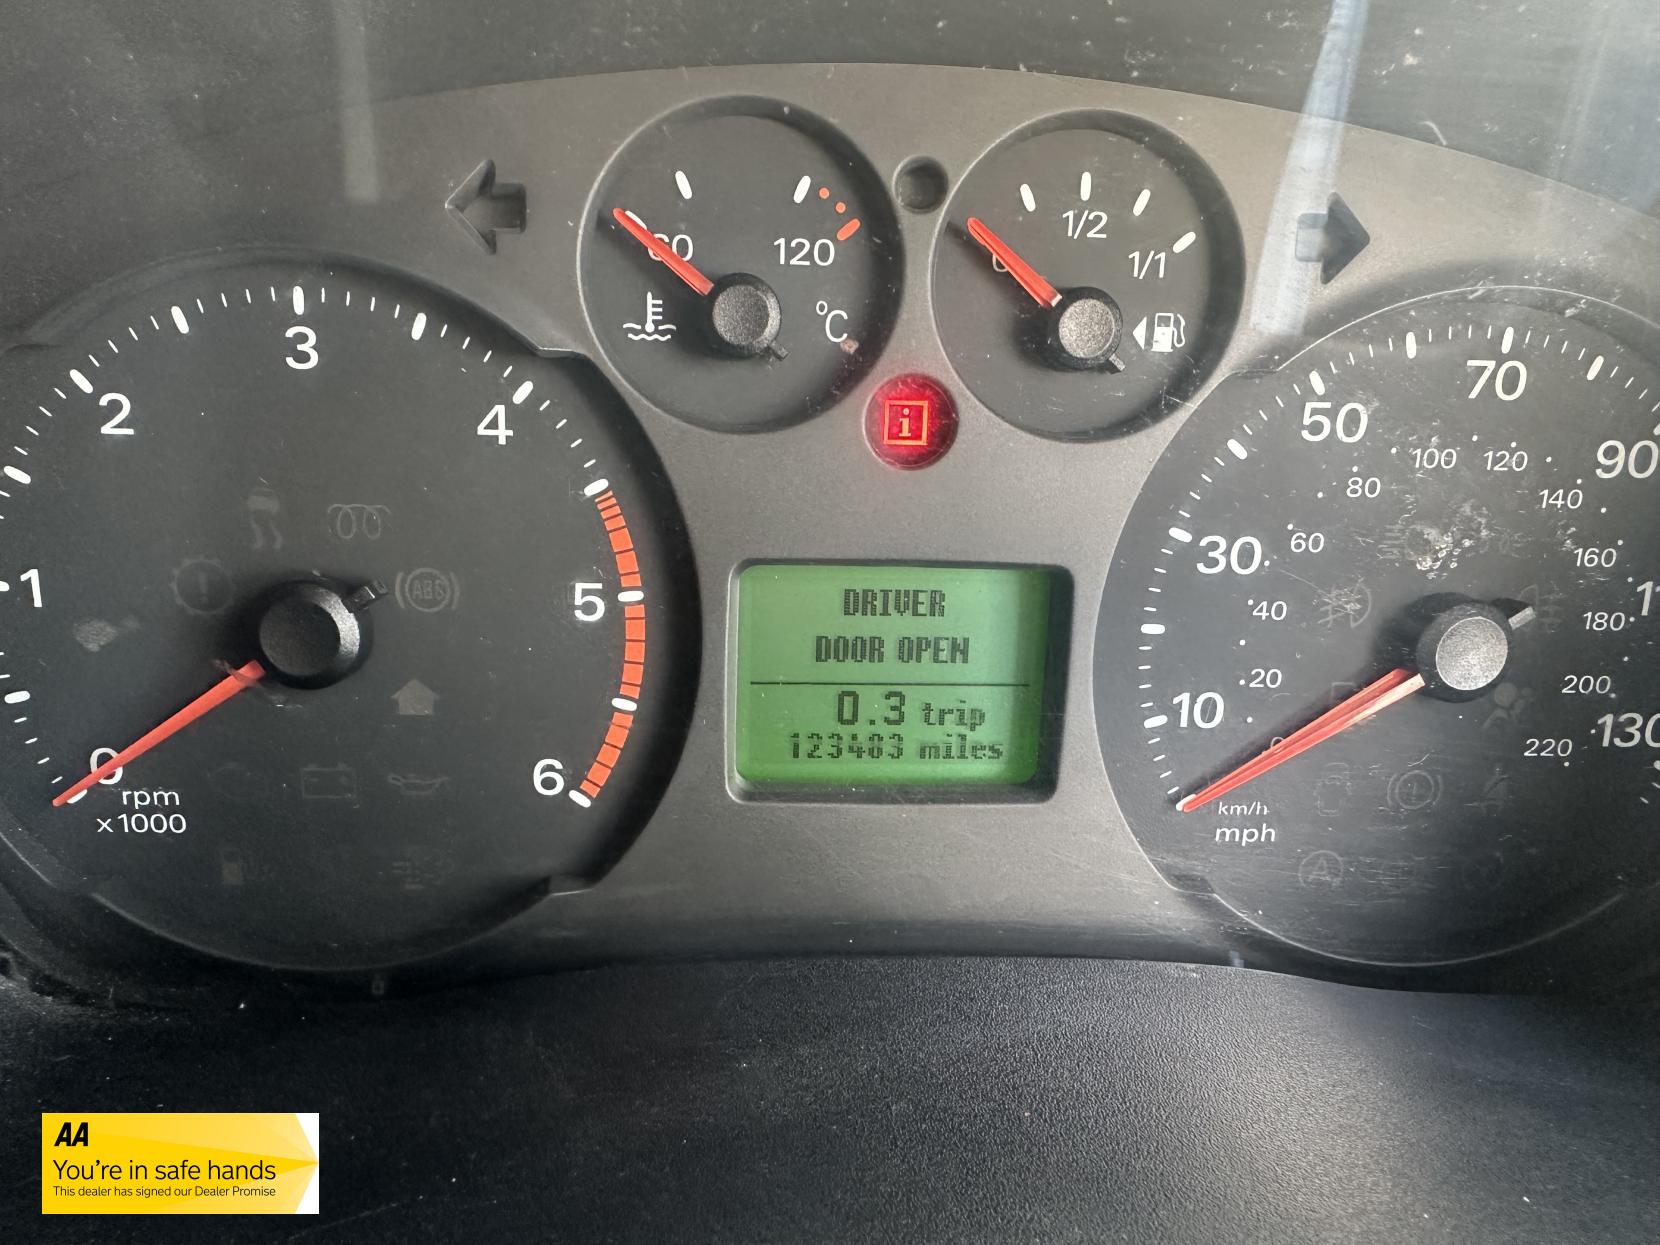 60
120
°C
1/2
1/1
0
1
2
3
4
5
6
rpm
x1000
ABS
i
DRIVER
DOOR OPEN
0.3 trip
123403 miles
10
30
50
70
90
130
20
40
60
80
100
120
140
160
180
200
220
km/h
mph
AA
You're in safe hands
This dealer has signed our Dealer Promise